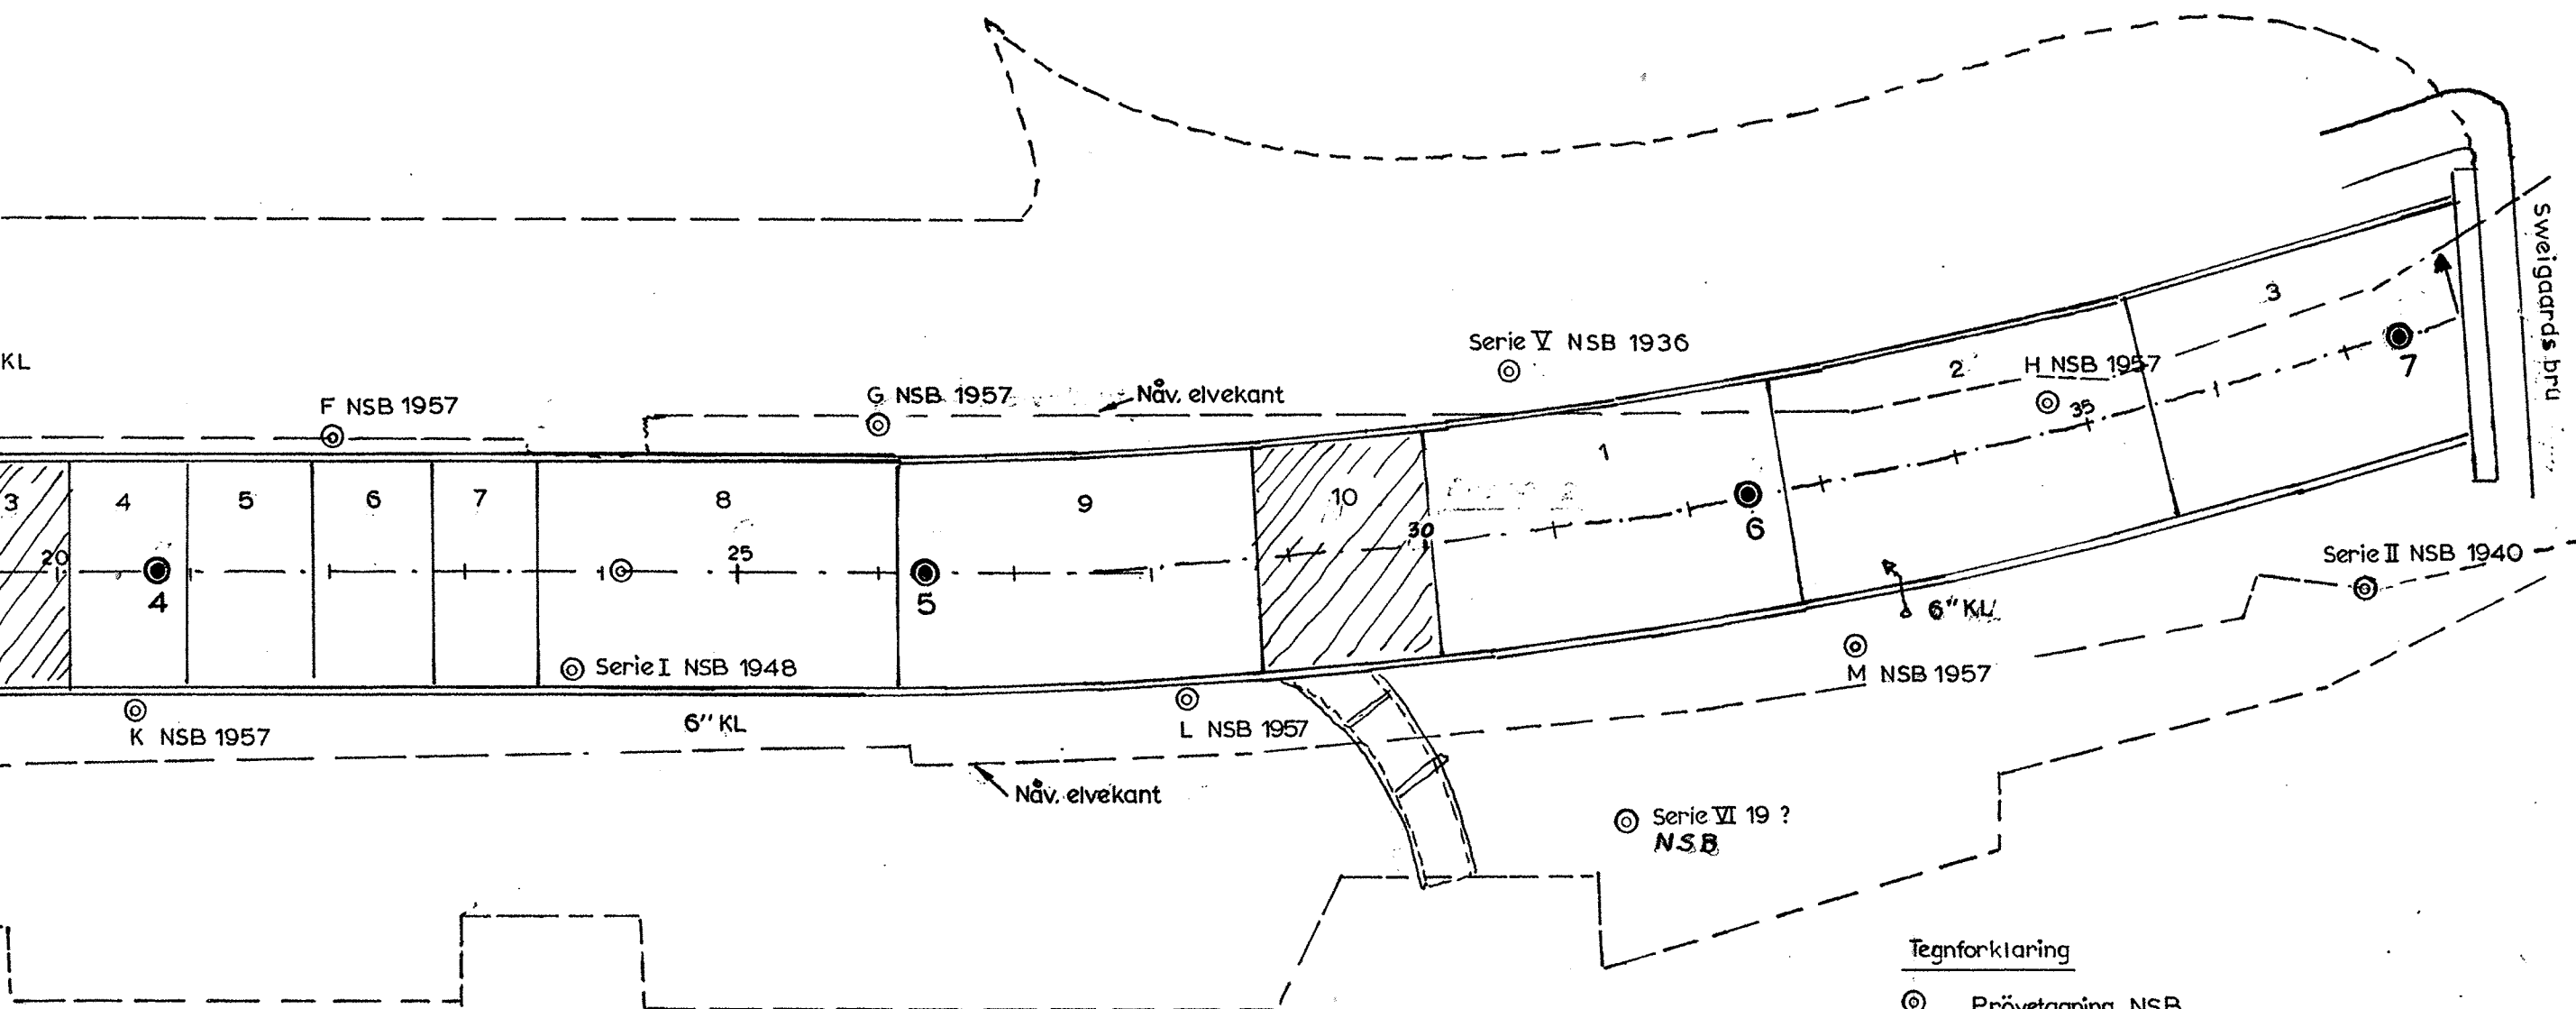 KL
Serie V NSB 1936
F NSB 1957
G NSB 1957
Nåv. elvekant
2
H NSB 1957
3
Sweigaards bru
35
7
3
4
5
6
7
8
9
10
1
20
25
30
4
5
6
Serie I NSB 1948
K NSB 1957
6" KL
L NSB 1957
Nåv. elvekant
6" KL
M NSB 1957
Serie II NSB 1940
Serie VI 19 ?
NSB
Tegnforklaring
Prövetagning NSB